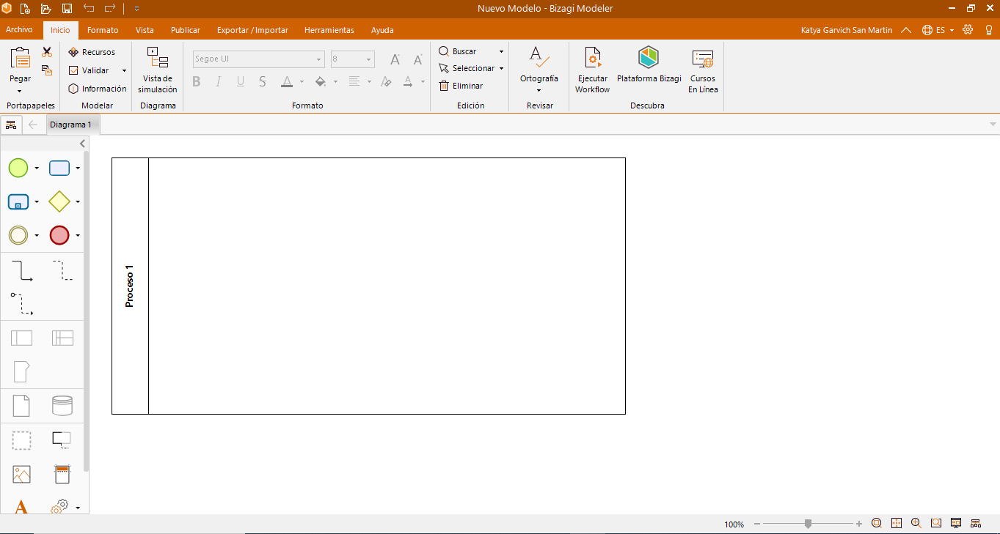 Nuevo Modelo - Bizagi Modeler
Archivo Inicio Formato Vista Publicar Exportar / Importar Herramientas Ayuda Katya Garvich San Martin ES
Pegar
Portapapeles
Recursos
Validar
Información
Modelar
Vista de
simulación
Diagrama
Segoe UI 8
B I U S A A A A
Formato
Buscar
Seleccionar
Eliminar
Edición
Ortografía
Revisar
Ejecutar
Workflow
Plataforma Bizagi
Cursos
En Línea
Descubra
Diagrama 1
Proceso 1
A
100%